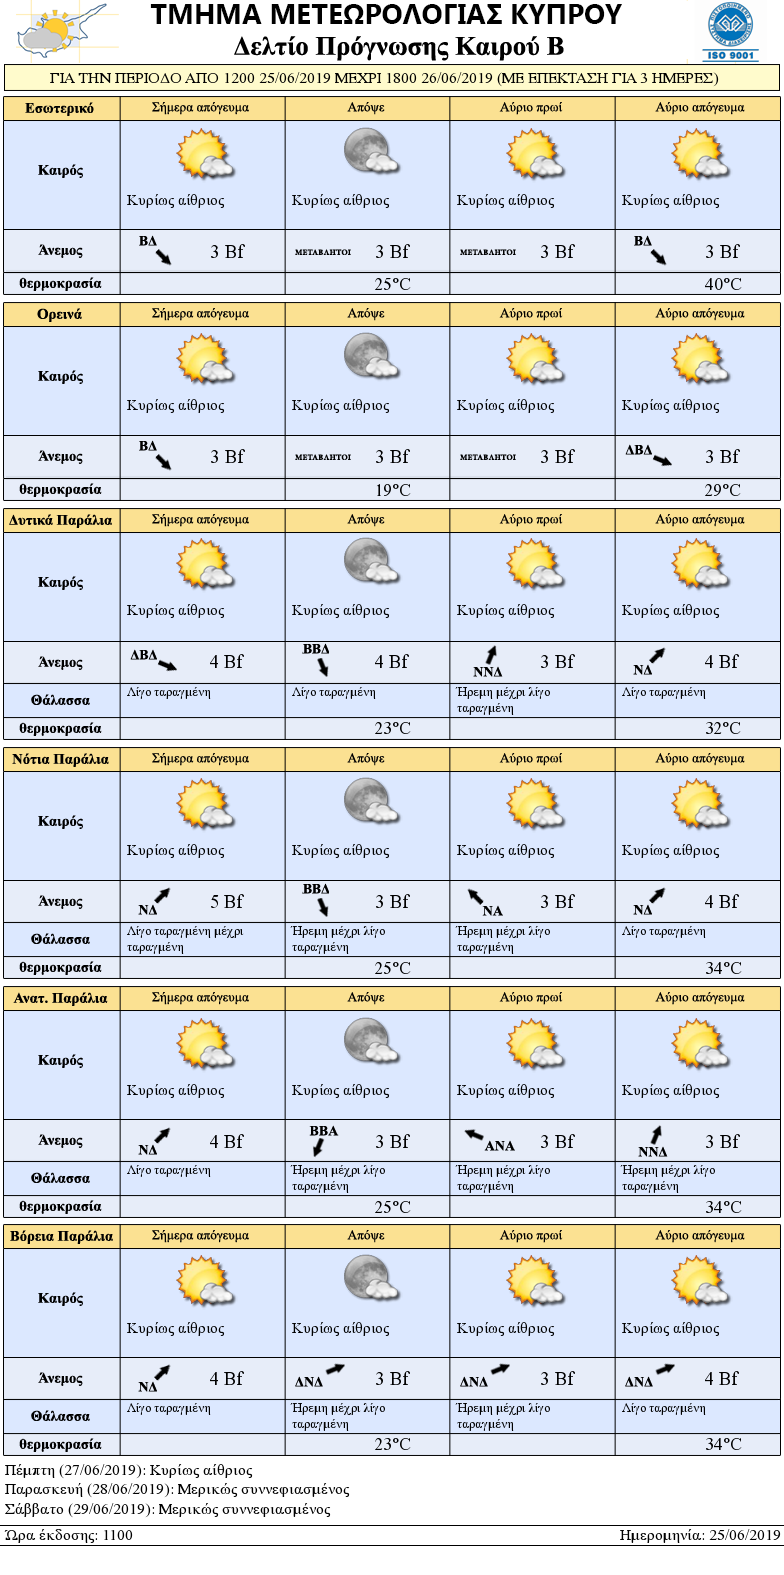 ΤΜΗΜΑ ΜΕΤΕΩΡΟΛΟΓΙΑΣ ΚΥΠΡΟΥ
Δελτίο Πρόγνωσης Καιρού Β
ISO 9001
ΓΙΑ ΤΗΝ ΠΕΡΙΟΔΟ ΑΠΟ 1200 25/06/2019 ΜΕΧΡΙ 1800 26/06/2019 (ΜΕ ΕΠΕΚΤΑΣΗ ΓΙΑ 3 ΗΜΕΡΕΣ)
Εσωτερικό Σήμερα απόγευμα Απόψε Αύριο πρωί Αύριο απόγευμα
Καιρός Κυρίως αίθριος Κυρίως αίθριος Κυρίως αίθριος Κυρίως αίθριος
Άνεμος ΒΔ 3 Bf ΜΕΤΑΒΛΗΤΟΙ 3 Bf ΜΕΤΑΒΛΗΤΟΙ 3 Bf ΒΔ 3 Bf
θερμοκρασία 25°C 40°C
Ορεινά Σήμερα απόγευμα Απόψε Αύριο πρωί Αύριο απόγευμα
Καιρός Κυρίως αίθριος Κυρίως αίθριος Κυρίως αίθριος Κυρίως αίθριος
Άνεμος ΒΔ 3 Bf ΜΕΤΑΒΛΗΤΟΙ 3 Bf ΜΕΤΑΒΛΗΤΟΙ 3 Bf ΔΒΔ 3 Bf
θερμοκρασία 19°C 29°C
Δυτικά Παράλια Σήμερα απόγευμα Απόψε Αύριο πρωί Αύριο απόγευμα
Καιρός Κυρίως αίθριος Κυρίως αίθριος Κυρίως αίθριος Κυρίως αίθριος
Άνεμος ΔΒΔ 4 Bf ΒΒΔ 4 Bf ΝΝΔ 3 Bf ΝΔ 4 Bf
Θάλασσα Λίγο ταραγμένη Λίγο ταραγμένη Ήρεμη μέχρι λίγο ταραγμένη Λίγο ταραγμένη
θερμοκρασία 23°C 32°C
Νότια Παράλια Σήμερα απόγευμα Απόψε Αύριο πρωί Αύριο απόγευμα
Καιρός Κυρίως αίθριος Κυρίως αίθριος Κυρίως αίθριος Κυρίως αίθριος
Άνεμος ΝΔ 5 Bf ΒΒΔ 3 Bf ΝΑ 3 Bf ΝΔ 4 Bf
Θάλασσα Λίγο ταραγμένη μέχρι ταραγμένη Ήρεμη μέχρι λίγο ταραγμένη Ήρεμη μέχρι λίγο ταραγμένη Λίγο ταραγμένη
θερμοκρασία 25°C 34°C
Ανατ. Παράλια Σήμερα απόγευμα Απόψε Αύριο πρωί Αύριο απόγευμα
Καιρός Κυρίως αίθριος Κυρίως αίθριος Κυρίως αίθριος Κυρίως αίθριος
Άνεμος ΝΔ 4 Bf ΒΒΑ 3 Bf ΑΝΑ 3 Bf ΝΝΔ 3 Bf
Θάλασσα Λίγο ταραγμένη Ήρεμη μέχρι λίγο ταραγμένη Ήρεμη μέχρι λίγο ταραγμένη Ήρεμη μέχρι λίγο ταραγμένη
θερμοκρασία 25°C 34°C
Βόρεια Παράλια Σήμερα απόγευμα Απόψε Αύριο πρωί Αύριο απόγευμα
Καιρός Κυρίως αίθριος Κυρίως αίθριος Κυρίως αίθριος Κυρίως αίθριος
Άνεμος ΝΔ 4 Bf ΔΝΔ 3 Bf ΔΝΔ 3 Bf ΔΝΔ 4 Bf
Θάλασσα Λίγο ταραγμένη Ήρεμη μέχρι λίγο ταραγμένη Ήρεμη μέχρι λίγο ταραγμένη Λίγο ταραγμένη
θερμοκρασία 23°C 34°C
Πέμπτη (27/06/2019): Κυρίως αίθριος
Παρασκευή (28/06/2019): Μερικώς συννεφιασμένος
Σάββατο (29/06/2019): Μερικώς συννεφιασμένος
Ώρα έκδοσης: 1100 Ημερομηνία: 25/06/2019